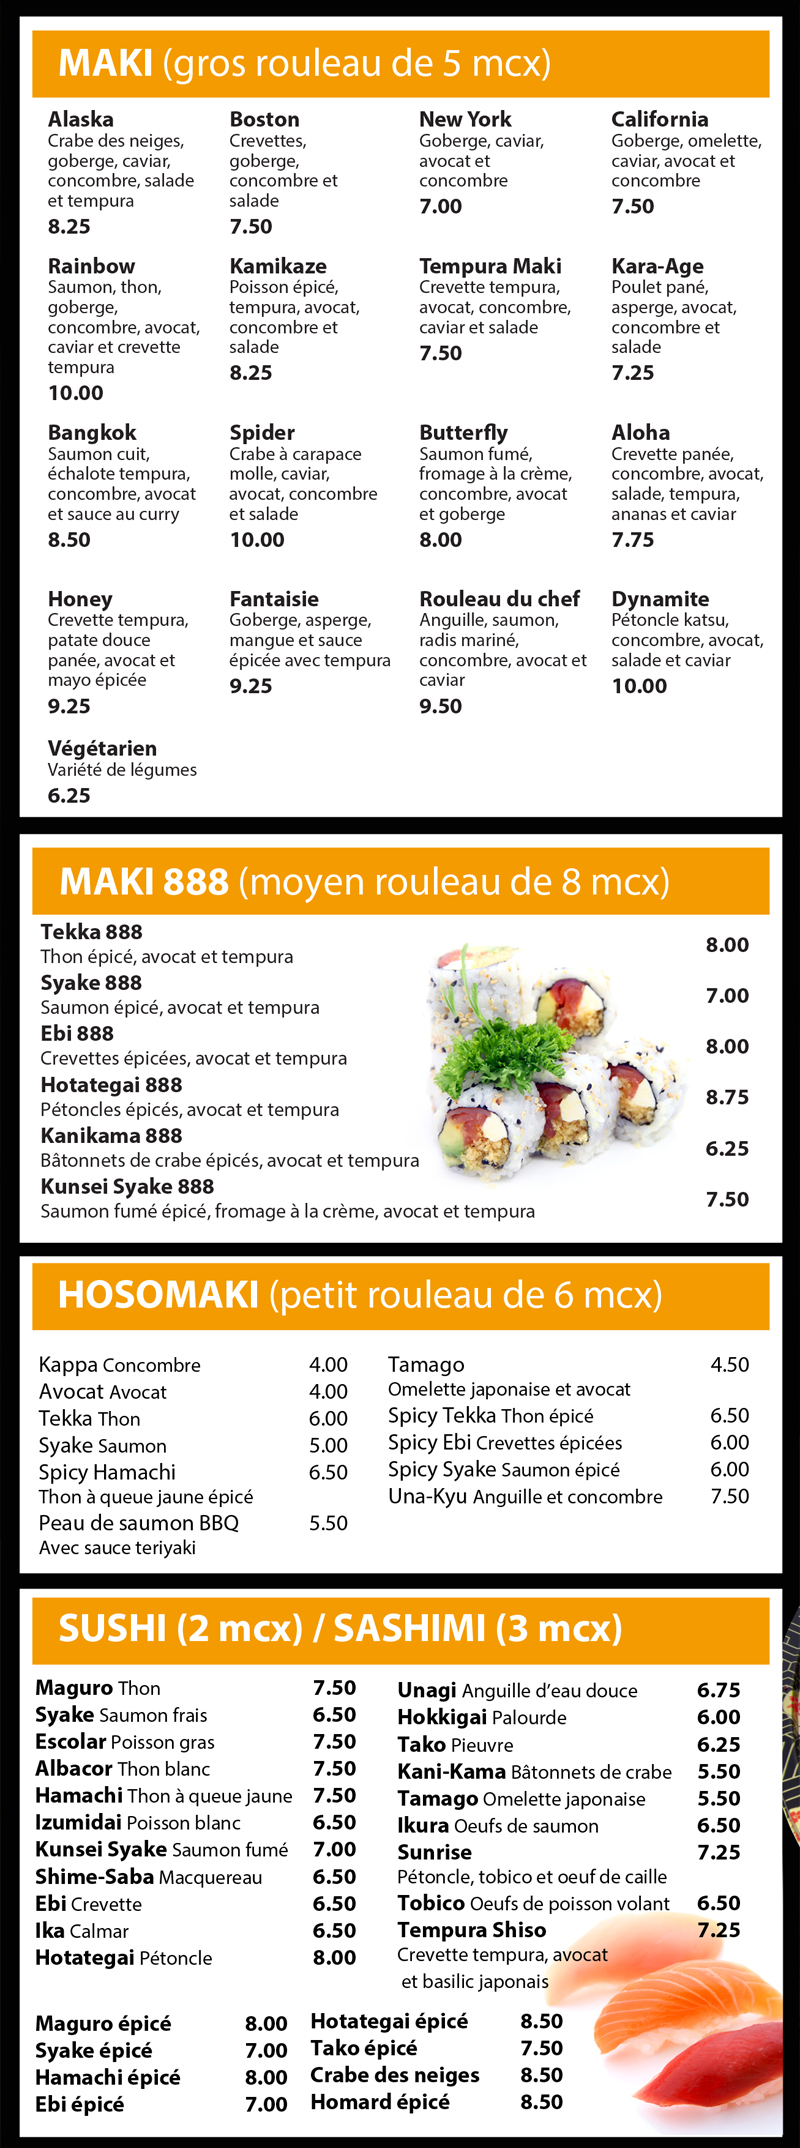 MAKI (gros rouleau de 5 mcx)
Alaska
Crabe des neiges,
goberge, caviar,
concombre, salade
et tempura
8.25
Boston
Crevettes,
goberge,
concombre et
salade
7.50
New York
Goberge, caviar,
avocat et
concombre
7.00
California
Goberge, omelette,
caviar, avocat et
concombre
7.50
Rainbow
Saumon, thon,
goberge,
concombre, avocat,
caviar et crevette
tempura
10.00
Kamikaze
Poisson épicé,
tempura, avocat,
concombre et
salade
8.25
Tempura Maki
Crevette tempura,
avocat, concombre,
caviar et salade
7.50
Kara-Age
Poulet pané,
asperge, avocat,
concombre et
salade
7.25
Bangkok
Saumon cuit,
échalote tempura,
concombre, avocat
et sauce au curry
8.50
Spider
Crabe à carapace
molle, caviar,
avocat, concombre
et salade
10.00
Butterfly
Saumon fumé,
fromage à la crème,
concombre, avocat
et goberge
8.00
Aloha
Crevette panée,
concombre, avocat,
salade, tempura,
ananas et caviar
7.75
Honey
Crevette tempura,
patate douce
panée, avocat et
mayo épicée
9.25
Fantaisie
Goberge, asperge,
mangue et sauce
épicée avec tempura
9.25
Rouleau du chef
Anguille, saumon,
radis mariné,
concombre, avocat et
caviar
9.50
Dynamite
Pétoncle katsu,
concombre, avocat,
salade et caviar
10.00
Végétarien
Variété de légumes
6.25
MAKI 888 (moyen rouleau de 8 mcx)
Tekka 888 8.00
Thon épicé, avocat et tempura
Syake 888 7.00
Saumon épicé, avocat et tempura
Ebi 888 8.00
Crevettes épicées, avocat et tempura
Hotategai 888 8.75
Pétoncles épicés, avocat et tempura
Kanikama 888 6.25
Bâtonnets de crabe épicés, avocat et tempura
Kunsei Syake 888 7.50
Saumon fumé épicé, fromage à la crème, avocat et tempura
HOSOMAKI (petit rouleau de 6 mcx)
Kappa Concombre 4.00
Avocat Avocat 4.00
Tekka Thon 6.00
Syake Saumon 5.00
Spicy Hamachi 6.50
Thon à queue jaune épicé
Peau de saumon BBQ 5.50
Avec sauce teriyaki
Tamago 4.50
Omelette japonaise et avocat
Spicy Tekka Thon épicé 6.50
Spicy Ebi Crevettes épicées 6.00
Spicy Syake Saumon épicé 6.00
Una-Kyu Anguille et concombre 7.50
SUSHI (2 mcx) / SASHIMI (3 mcx)
Maguro Thon 7.50
Syake Saumon frais 6.50
Escolar Poisson gras 7.50
Albacor Thon blanc 7.50
Hamachi Thon à queue jaune 7.50
Izumidai Poisson blanc 6.50
Kunsei Syake Saumon fumé 7.00
Shime-Saba Macquereau 6.50
Ebi Crevette 6.50
Ika Calmar 6.50
Hotategai Pétoncle 8.00
Unagi Anguille d’eau douce 6.75
Hokkigai Palourde 6.00
Tako Pieuvre 6.25
Kani-Kama Bâtonnets de crabe 5.50
Tamago Omelette japonaise 5.50
Ikura Oeufs de saumon 6.50
Sunrise 7.25
Pétoncle, tobico et oeuf de caille
Tobico Oeufs de poisson volant 6.50
Tempura Shiso 7.25
Crevette tempura, avocat
et basilic japonais
Maguro épicé 8.00
Syake épicé 7.00
Hamachi épicé 8.00
Ebi épicé 7.00
Hotategai épicé 8.50
Tako épicé 7.50
Crabe des neiges 8.50
Homard épicé 8.50